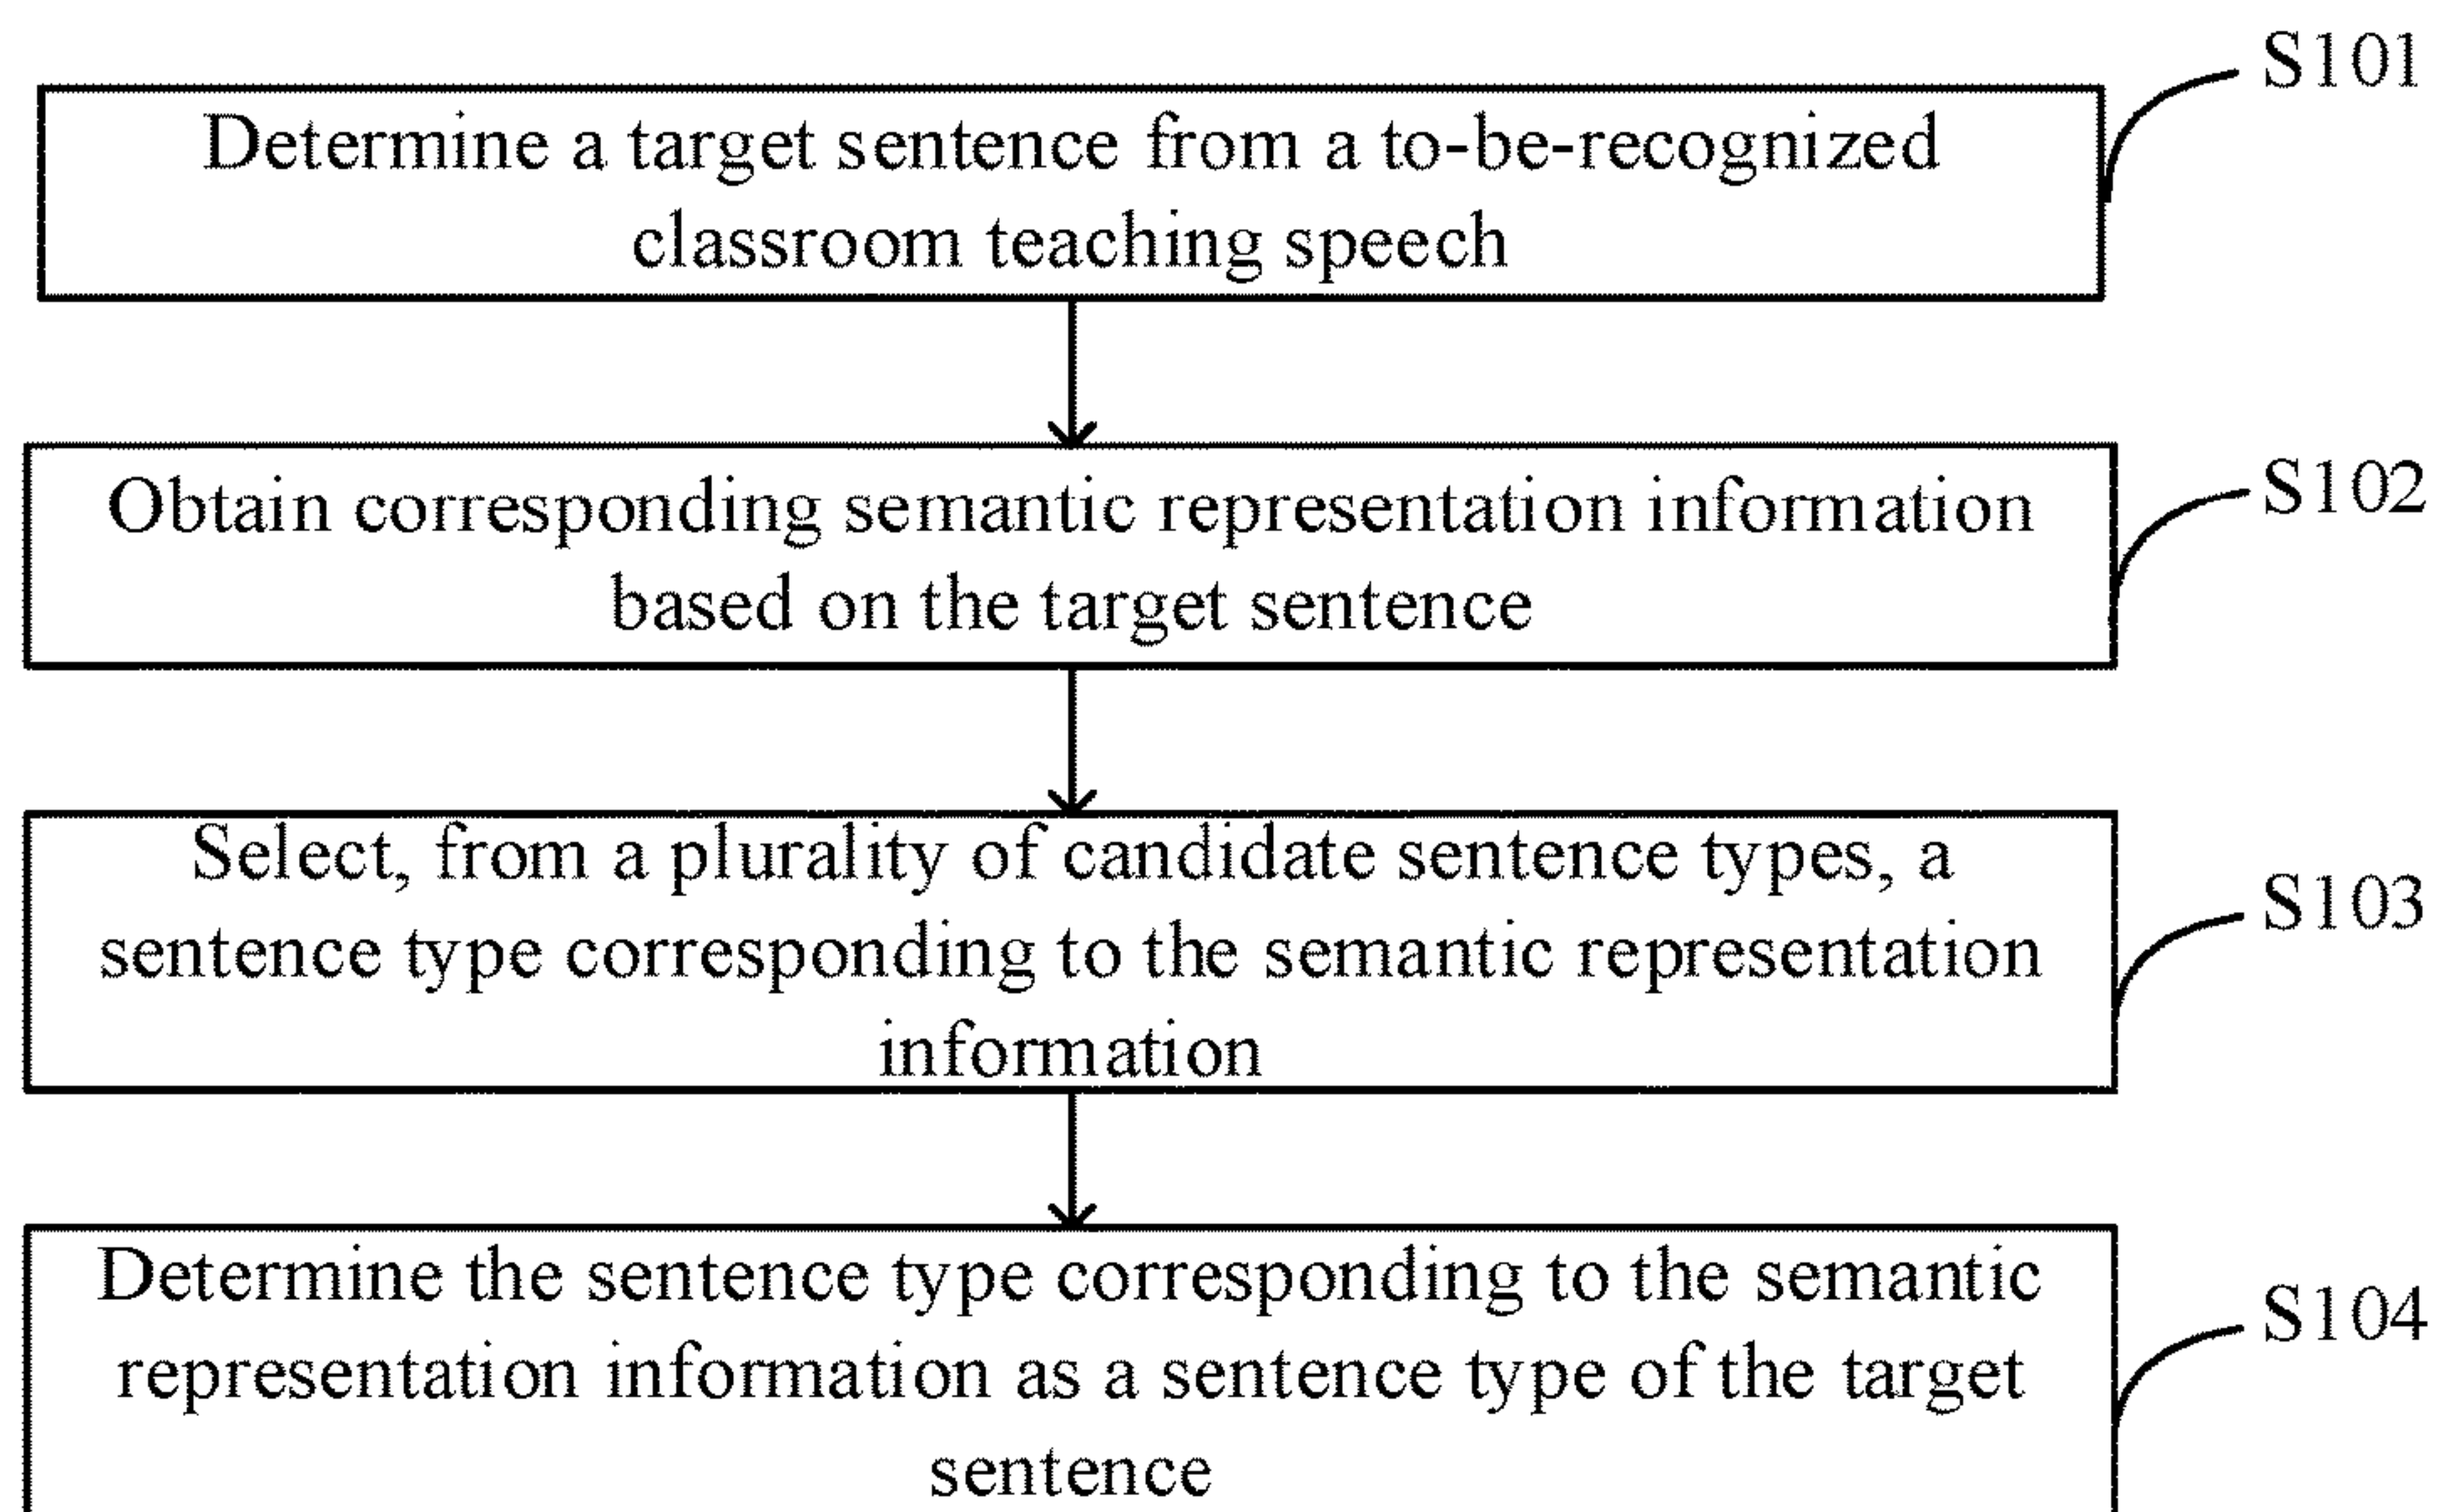 S101
Determine a target sentence from a to-be-recognized
classroom teaching speech
Obtain corresponding semantic representation information
based on the target sentence
S102
Select, from a plurality of candidate sentence types, a
sentence type corresponding to the semantic representation
information
S103
Determine the sentence type corresponding to the semantic
representation information as a sentence type of the target
sentence
S104